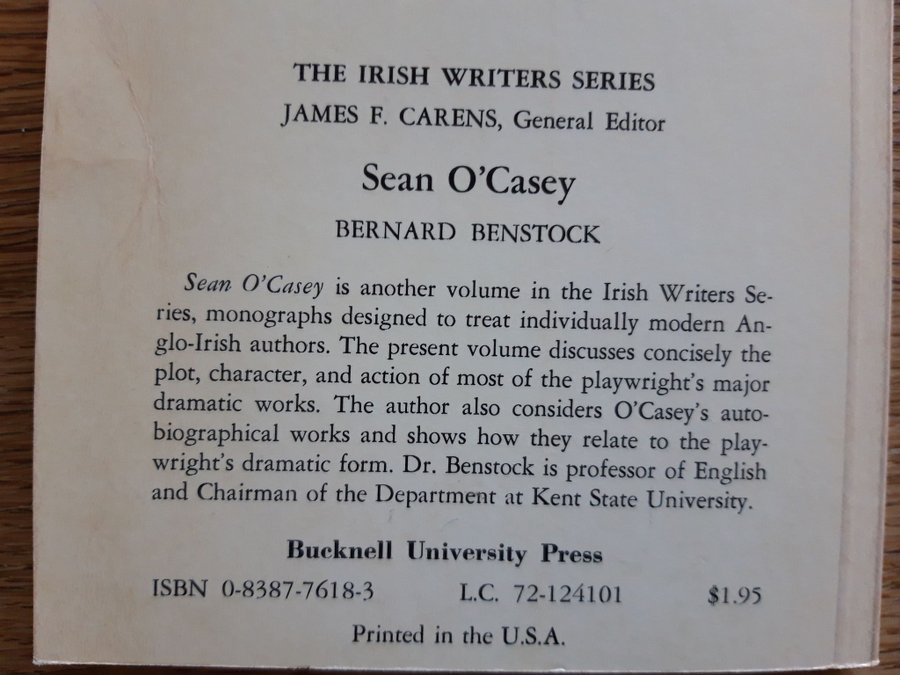 THE IRISH WRITERS SERIES
JAMES F. CARENS, General Editor
Sean O'Casey
BERNARD BENSTOCK
Sean O'Casey is another volume in the Irish Writers Se-
ries, monographs designed to treat individually modern An-
glo-Irish authors. The present volume discusses concisely the
plot, character, and action of most of the playwright's major
dramatic works. The author also considers O'Casey's auto-
biographical works and shows how they relate to the play-
wright's dramatic form. Dr. Benstock is professor of English
and Chairman of the Department at Kent State University.
Bucknell University Press
ISBN 0-8387-7618-3 L.C. 72-124101 $1.95
Printed in the U.S.A.